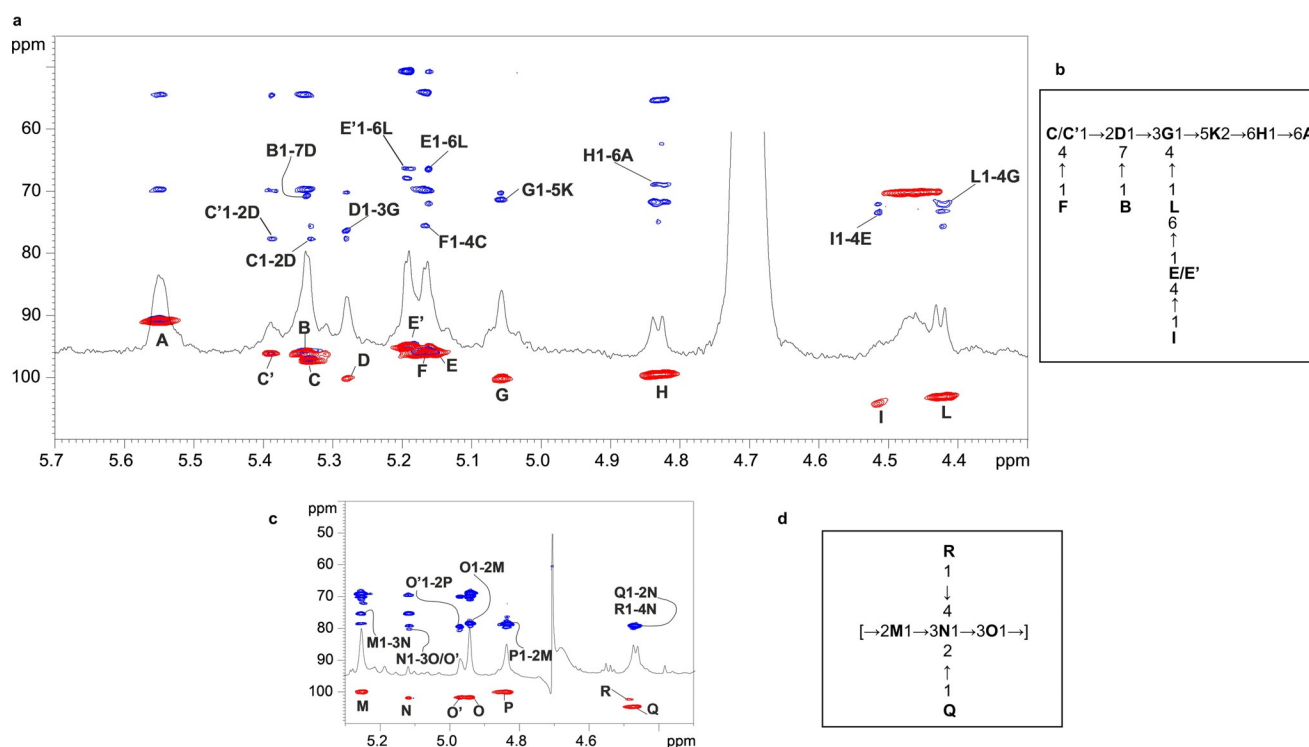 a
ppm
60
70
80
90
100
E'1-6L
E1-6L
B1-7D
H1-6A
G1-5K
L1-4G
D1-3G
I1-4E
C'1-2D
F1-4C
C1-2D
A
B
C'
C
D
E'
F
E
G
H
I
L
5.7 5.6 5.5 5.4 5.3 5.2 5.1 5.0 4.9 4.8 4.7 4.6 4.5 4.4 ppm
b
C/C'1→2D1→3G1→5K2→6H1→6A
4 7 4
↑ ↑ ↑
1 1 1
F B L
6
↑
1
E/E'
4
↑
1
I
c
ppm
50
60
70
80
90
100
O'1-2P
O1-2M
Q1-2N
R1-4N
M1-3N
N1-3O/O'
P1-2M
M
N
O'
O
P
R
Q
5.2 5.0 4.8 4.6 ppm
d
R
1
↓
4
[→2M1→3N1→3O1→]
2
↑
1
Q